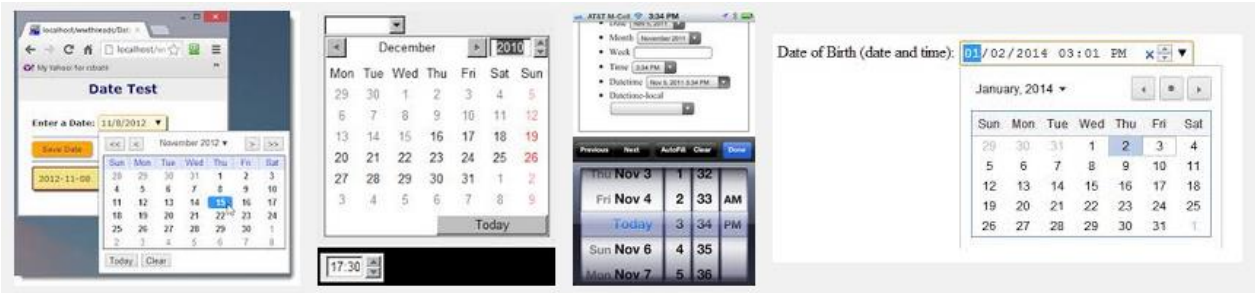 localhost/wwthreads/Dat
localhost/w
My Yahoo! for
Date Test
Enter a Date: 11/8/2012
Save Date
2012-11-08
<< < November 2012 > >>
Sun Mon Tue Wed Thu Fri Sat
28 29 30 31 1 2 3
4 5 6 7 8 9 10
11 12 13 14 15 16 17
18 19 20 21 22 23 24
25 26 27 28 29 30 1
2 3 4 5 6 7 8
Today Clear
December 2010
Mon Tue Wed Thu Fri Sat Sun
29 30 1 2 3 4 5
6 7 8 9 10 11 12
13 14 15 16 17 18 19
20 21 22 23 24 25 26
27 28 29 30 31 1 2
3 4 5 6 7 8 9
Today
17:30
AT&T M-Cell 3:34 PM
Date Nov 5, 2011
Month November 2011
Week
Time 3:34 PM
Datetime Nov 5, 2011 3:34 PM
Datetime-local
Previous Next AutoFill Clear Done
Thu Nov 3 1 32
Fri Nov 4 2 33 AM
Today 3 34 PM
Sun Nov 6 4 35
Mon Nov 7 5 36
Date of Birth (date and time): 01/02/2014 03:01 PM
January, 2014
Sun Mon Tue Wed Thu Fri Sat
29 30 31 1 2 3 4
5 6 7 8 9 10 11
12 13 14 15 16 17 18
19 20 21 22 23 24 25
26 27 28 29 30 31 1